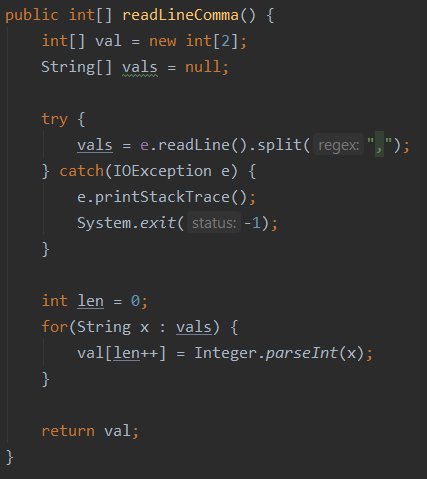 public int[] readLineComma() {
    int[] val = new int[2];
    String[] vals = null;

    try {
        vals = e.readLine().split( regex: ",");
    } catch(IOException e) {
        e.printStackTrace();
        System.exit( status: -1);
    }

    int len = 0;
    for(String x : vals) {
        val[len++] = Integer.parseInt(x);
    }

    return val;
}